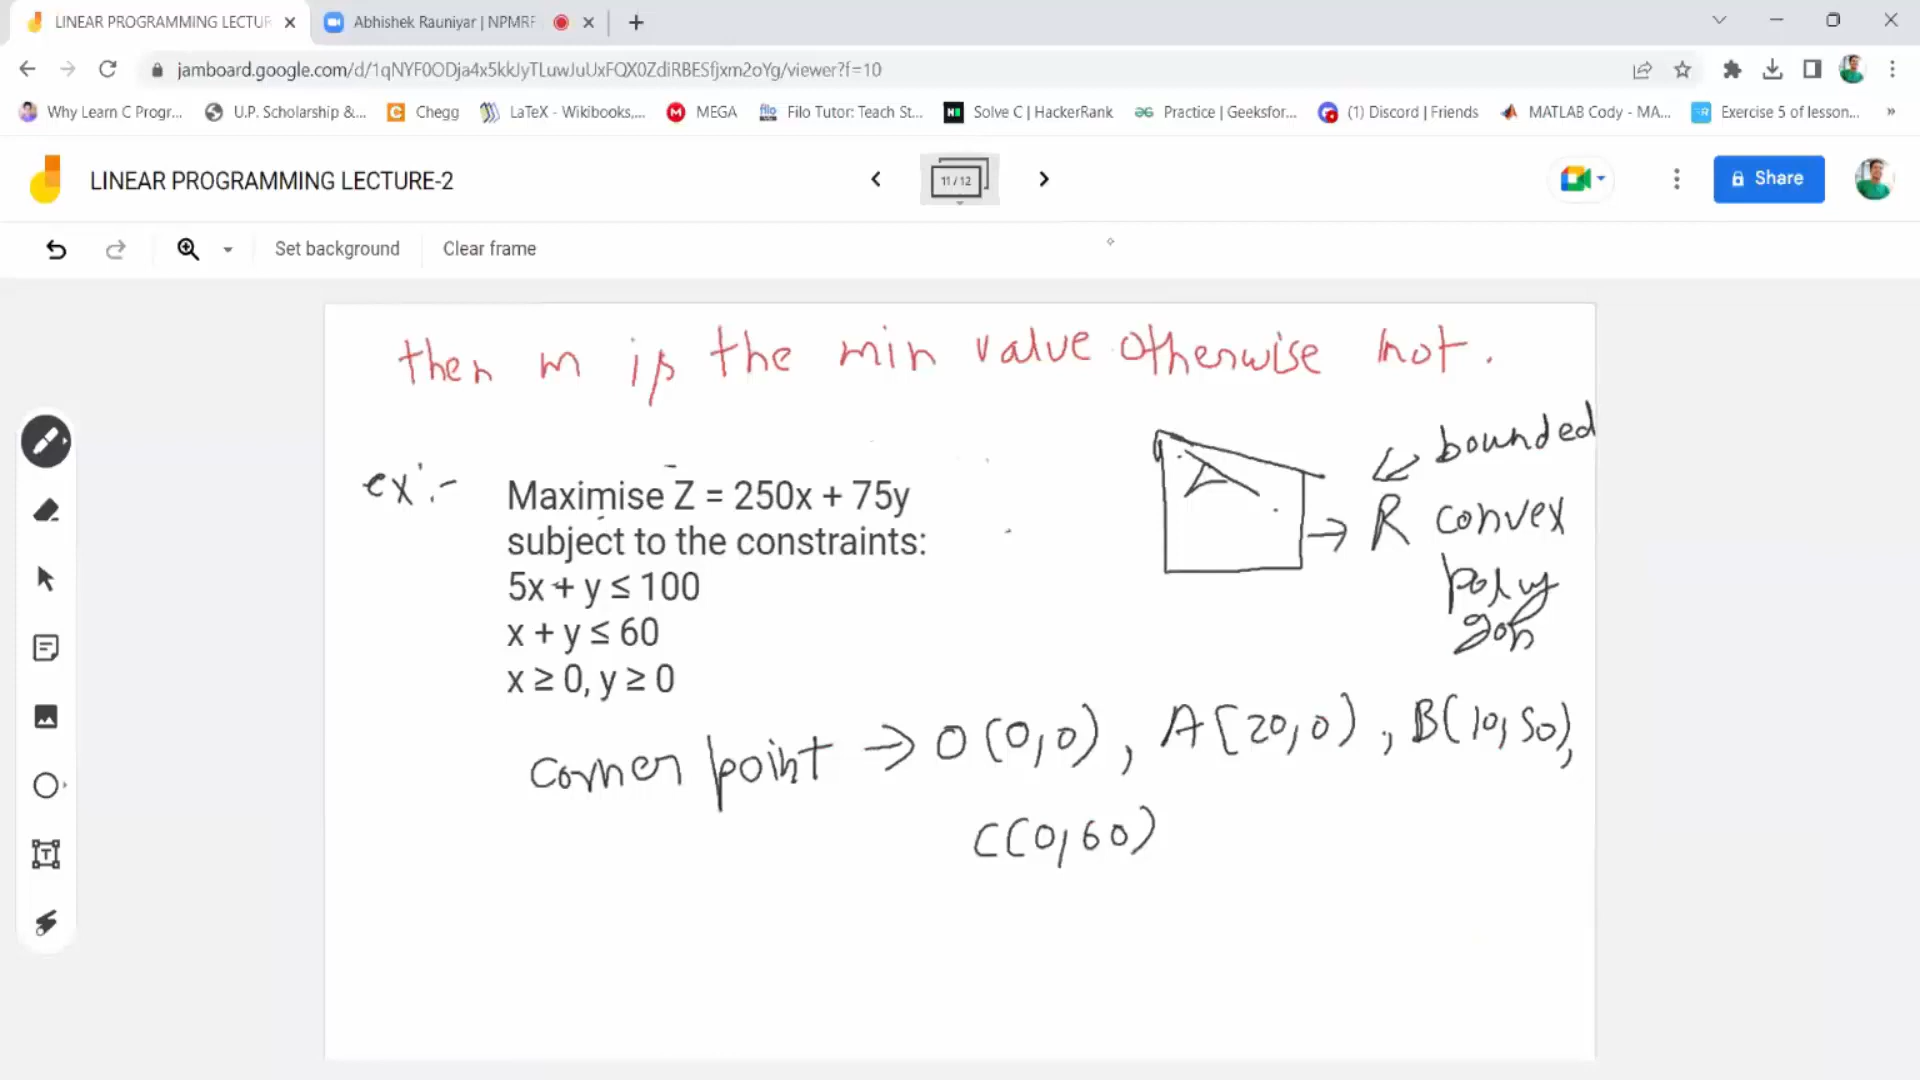 LINEAR PROGRAMMING LECTUR
Abhishek Rauniyar | NPMRF
jamboard.google.com/d/1qNYF0ODja4x5kkJyTLuwJuUxFQX0ZdiRBESfjxm2oYg/viewer?f=10
Why Learn C Progr... U.P. Scholarship &... Chegg LaTeX - Wikibooks,... MEGA Filo Tutor: Teach St... Solve C | HackerRank Practice | Geeksfor... (1) Discord | Friends MATLAB Cody - MA... Exercise 5 of lesson... »
LINEAR PROGRAMMING LECTURE-2
11 / 12
Share
Set background Clear frame
then m is the min value otherwise not.
bounded
R convex
poly
gon
ex:-
Maximise Z = 250x + 75y
subject to the constraints:
5x + y ≤ 100
x + y ≤ 60
x ≥ 0, y ≥ 0
corner point → O(0,0), A(20,0), B(10,50),
C(0,60)